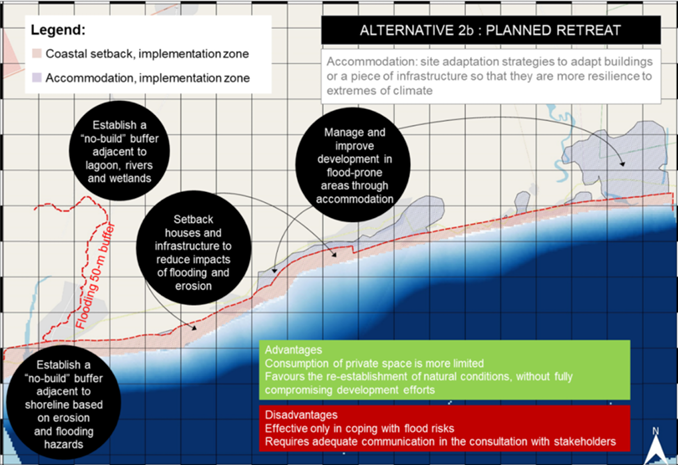 Legend:
Coastal setback, implementation zone
Accommodation, implementation zone
ALTERNATIVE 2b : PLANNED RETREAT
Accommodation: site adaptation strategies to adapt buildings
or a piece of infrastructure so that they are more resilience to
extremes of climate
Establish a
“no-build” buffer
adjacent to
lagoon, rivers
and wetlands
Manage and
improve
development in
flood-prone
areas through
accommodation
Setback
houses and
infrastructure to
reduce impacts
of flooding and
erosion
Flooding 50-m buffer
Establish a
“no-build” buffer
adjacent to
shoreline based
on erosion
and flooding
hazards
Advantages
Consumption of private space is more limited
Favours the re-establishment of natural conditions, without fully
compromising development efforts
Disadvantages
Effective only in coping with flood risks
Requires adequate communication in the consultation with stakeholders
N